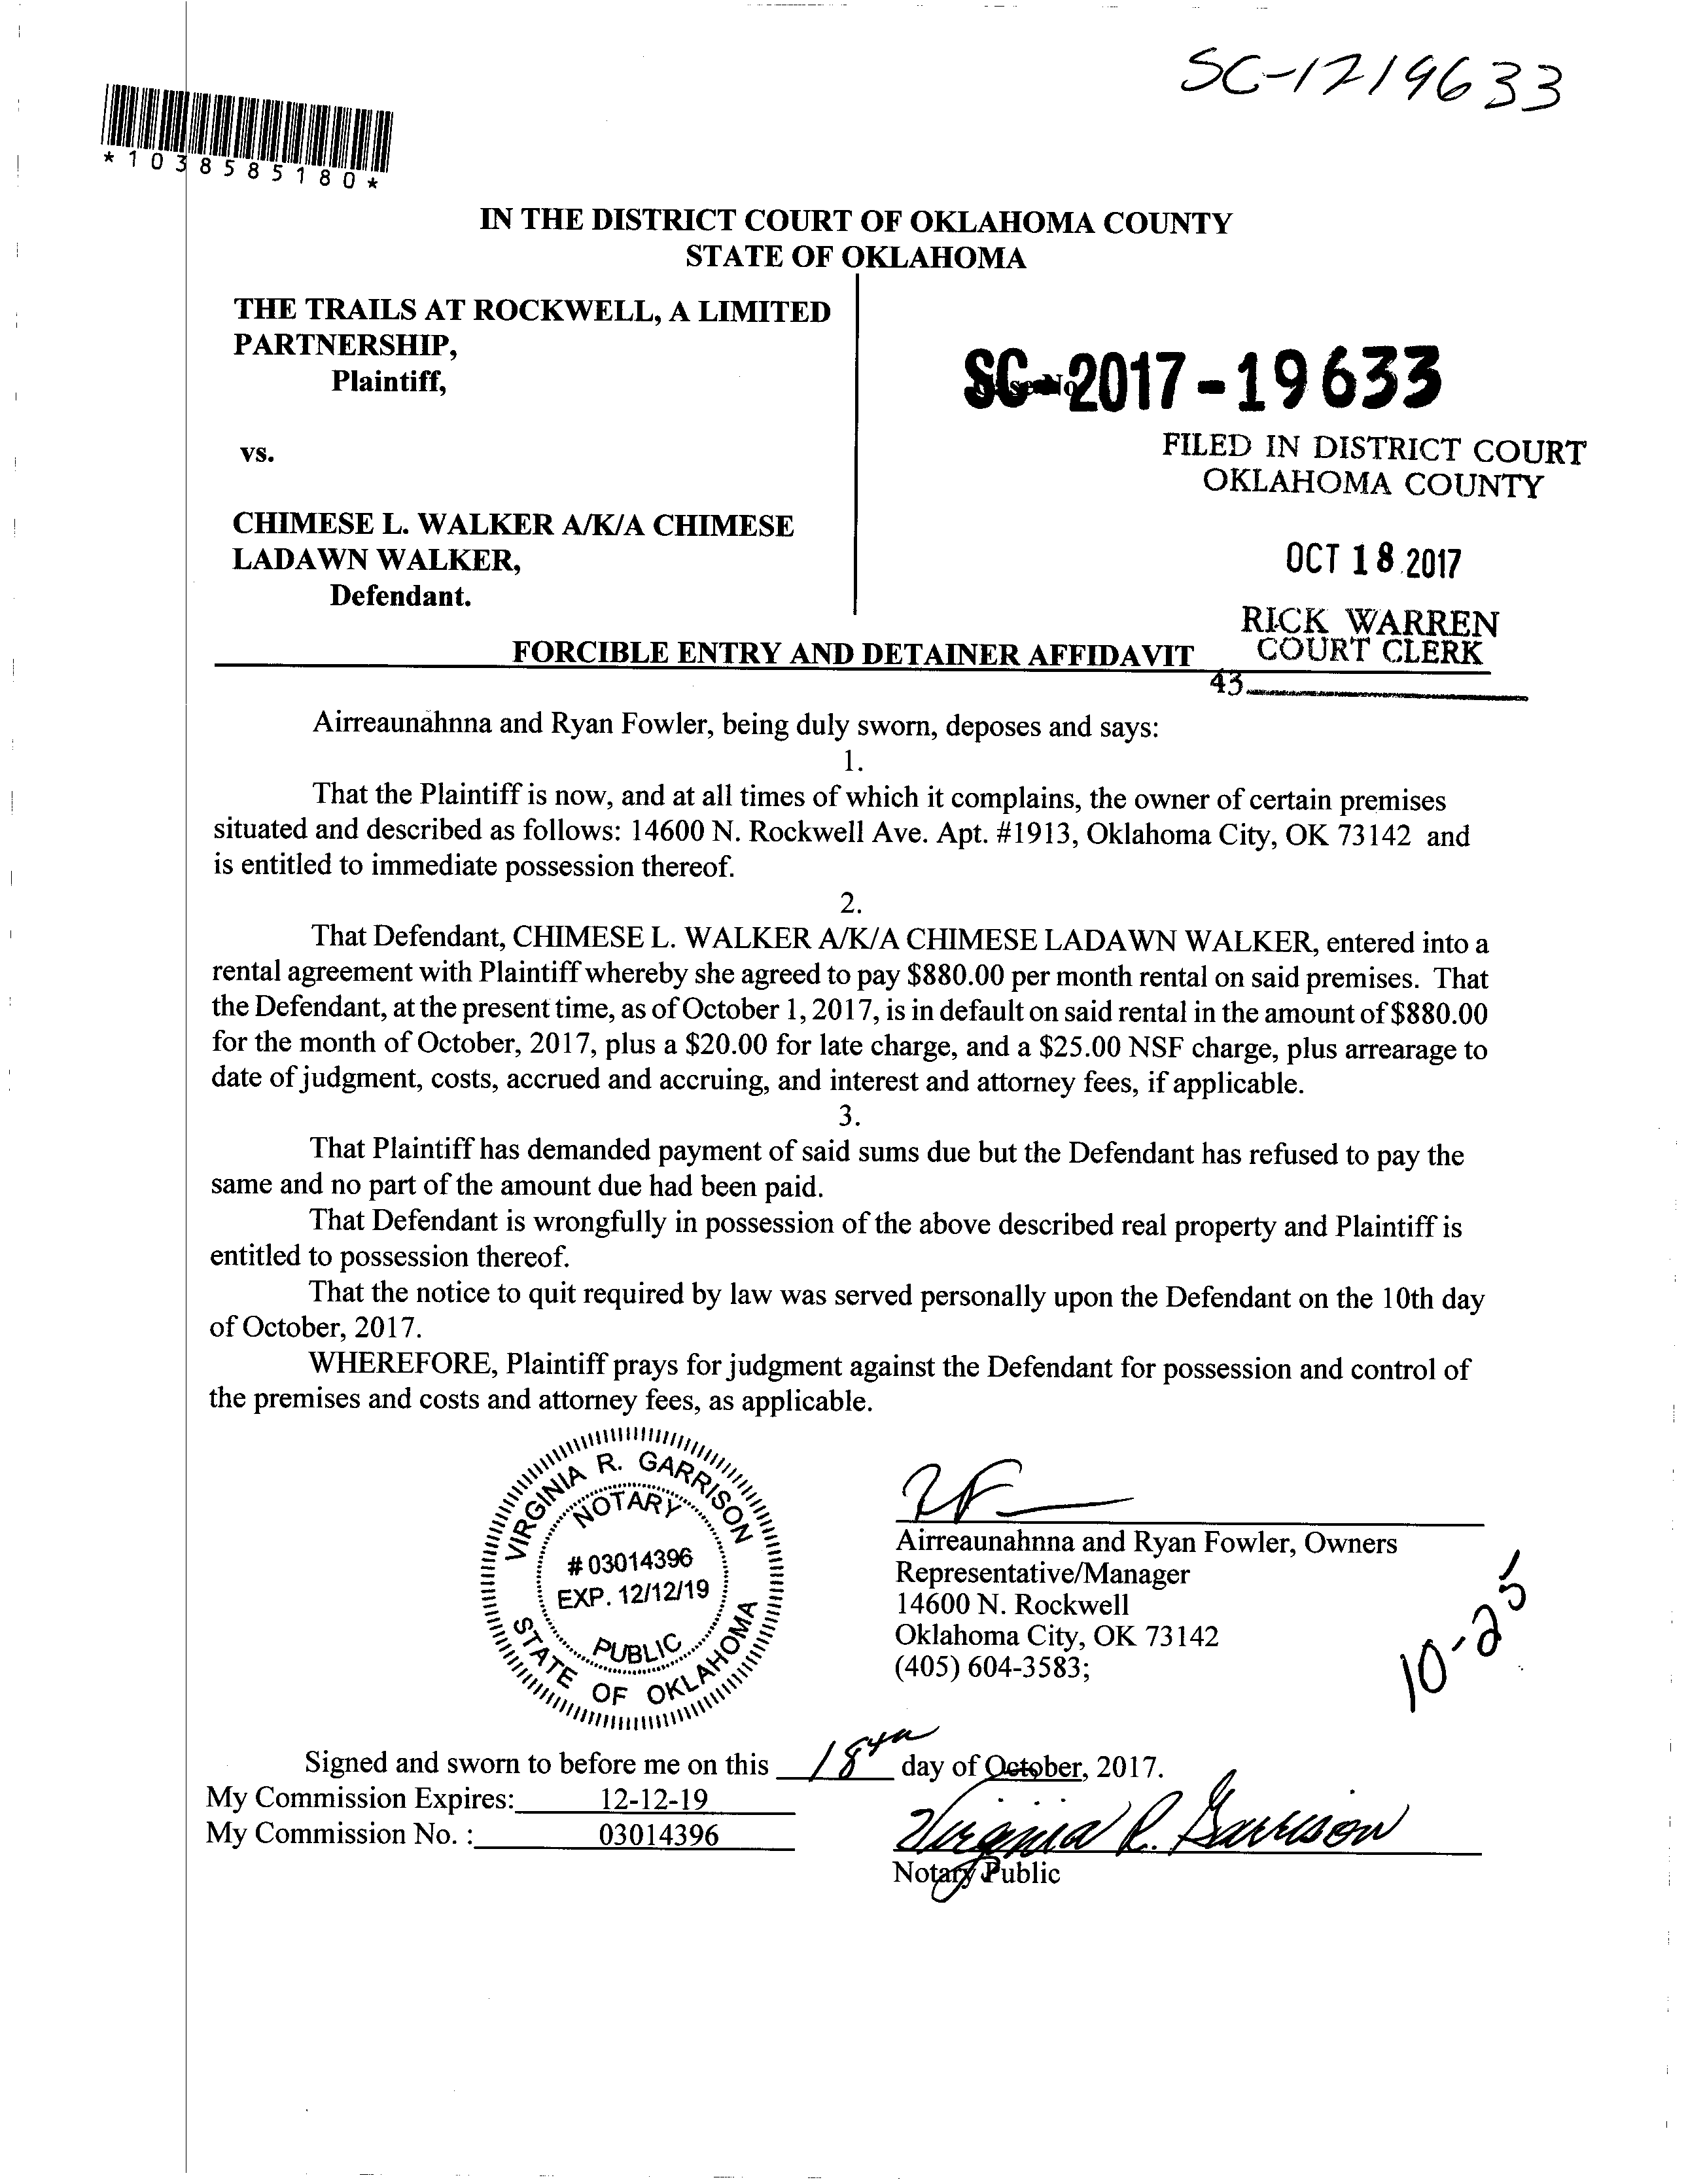 SC-1719633
*1038585180*
IN THE DISTRICT COURT OF OKLAHOMA COUNTY
STATE OF OKLAHOMA
THE TRAILS AT ROCKWELL, A LIMITED
PARTNERSHIP,
Plaintiff,
SC-2017-19633
FILED IN DISTRICT COURT
OKLAHOMA COUNTY
vs.
CHIMESE L. WALKER A/K/A CHIMESE
LADAWN WALKER,
Defendant.
OCT 18 2017
RICK WARREN
COURT CLERK
43
FORCIBLE ENTRY AND DETAINER AFFIDAVIT
Airreaunahnna and Ryan Fowler, being duly sworn, deposes and says:
1.
That the Plaintiff is now, and at all times of which it complains, the owner of certain premises
situated and described as follows: 14600 N. Rockwell Ave. Apt. #1913, Oklahoma City, OK 73142 and
is entitled to immediate possession thereof.
2.
That Defendant, CHIMESE L. WALKER A/K/A CHIMESE LADAWN WALKER, entered into a
rental agreement with Plaintiff whereby she agreed to pay $880.00 per month rental on said premises. That
the Defendant, at the present time, as of October 1, 2017, is in default on said rental in the amount of $880.00
for the month of October, 2017, plus a $20.00 for late charge, and a $25.00 NSF charge, plus arrearage to
date of judgment, costs, accrued and accruing, and interest and attorney fees, if applicable.
3.
That Plaintiff has demanded payment of said sums due but the Defendant has refused to pay the
same and no part of the amount due had been paid.
That Defendant is wrongfully in possession of the above described real property and Plaintiff is
entitled to possession thereof.
That the notice to quit required by law was served personally upon the Defendant on the 10th day
of October, 2017.
WHEREFORE, Plaintiff prays for judgment against the Defendant for possession and control of
the premises and costs and attorney fees, as applicable.
VIRGINIA R. GARRISON
NOTARY
# 03014396
EXP. 12/12/19
PUBLIC
STATE OF OKLAHOMA
Airreaunahnna and Ryan Fowler, Owners
Representative/Manager
14600 N. Rockwell
Oklahoma City, OK 73142
(405) 604-3583;
10-25
Signed and sworn to before me on this 18th day of October, 2017.
My Commission Expires: 12-12-19
My Commission No. : 03014396
Virginia R. Garrison
Notary Public